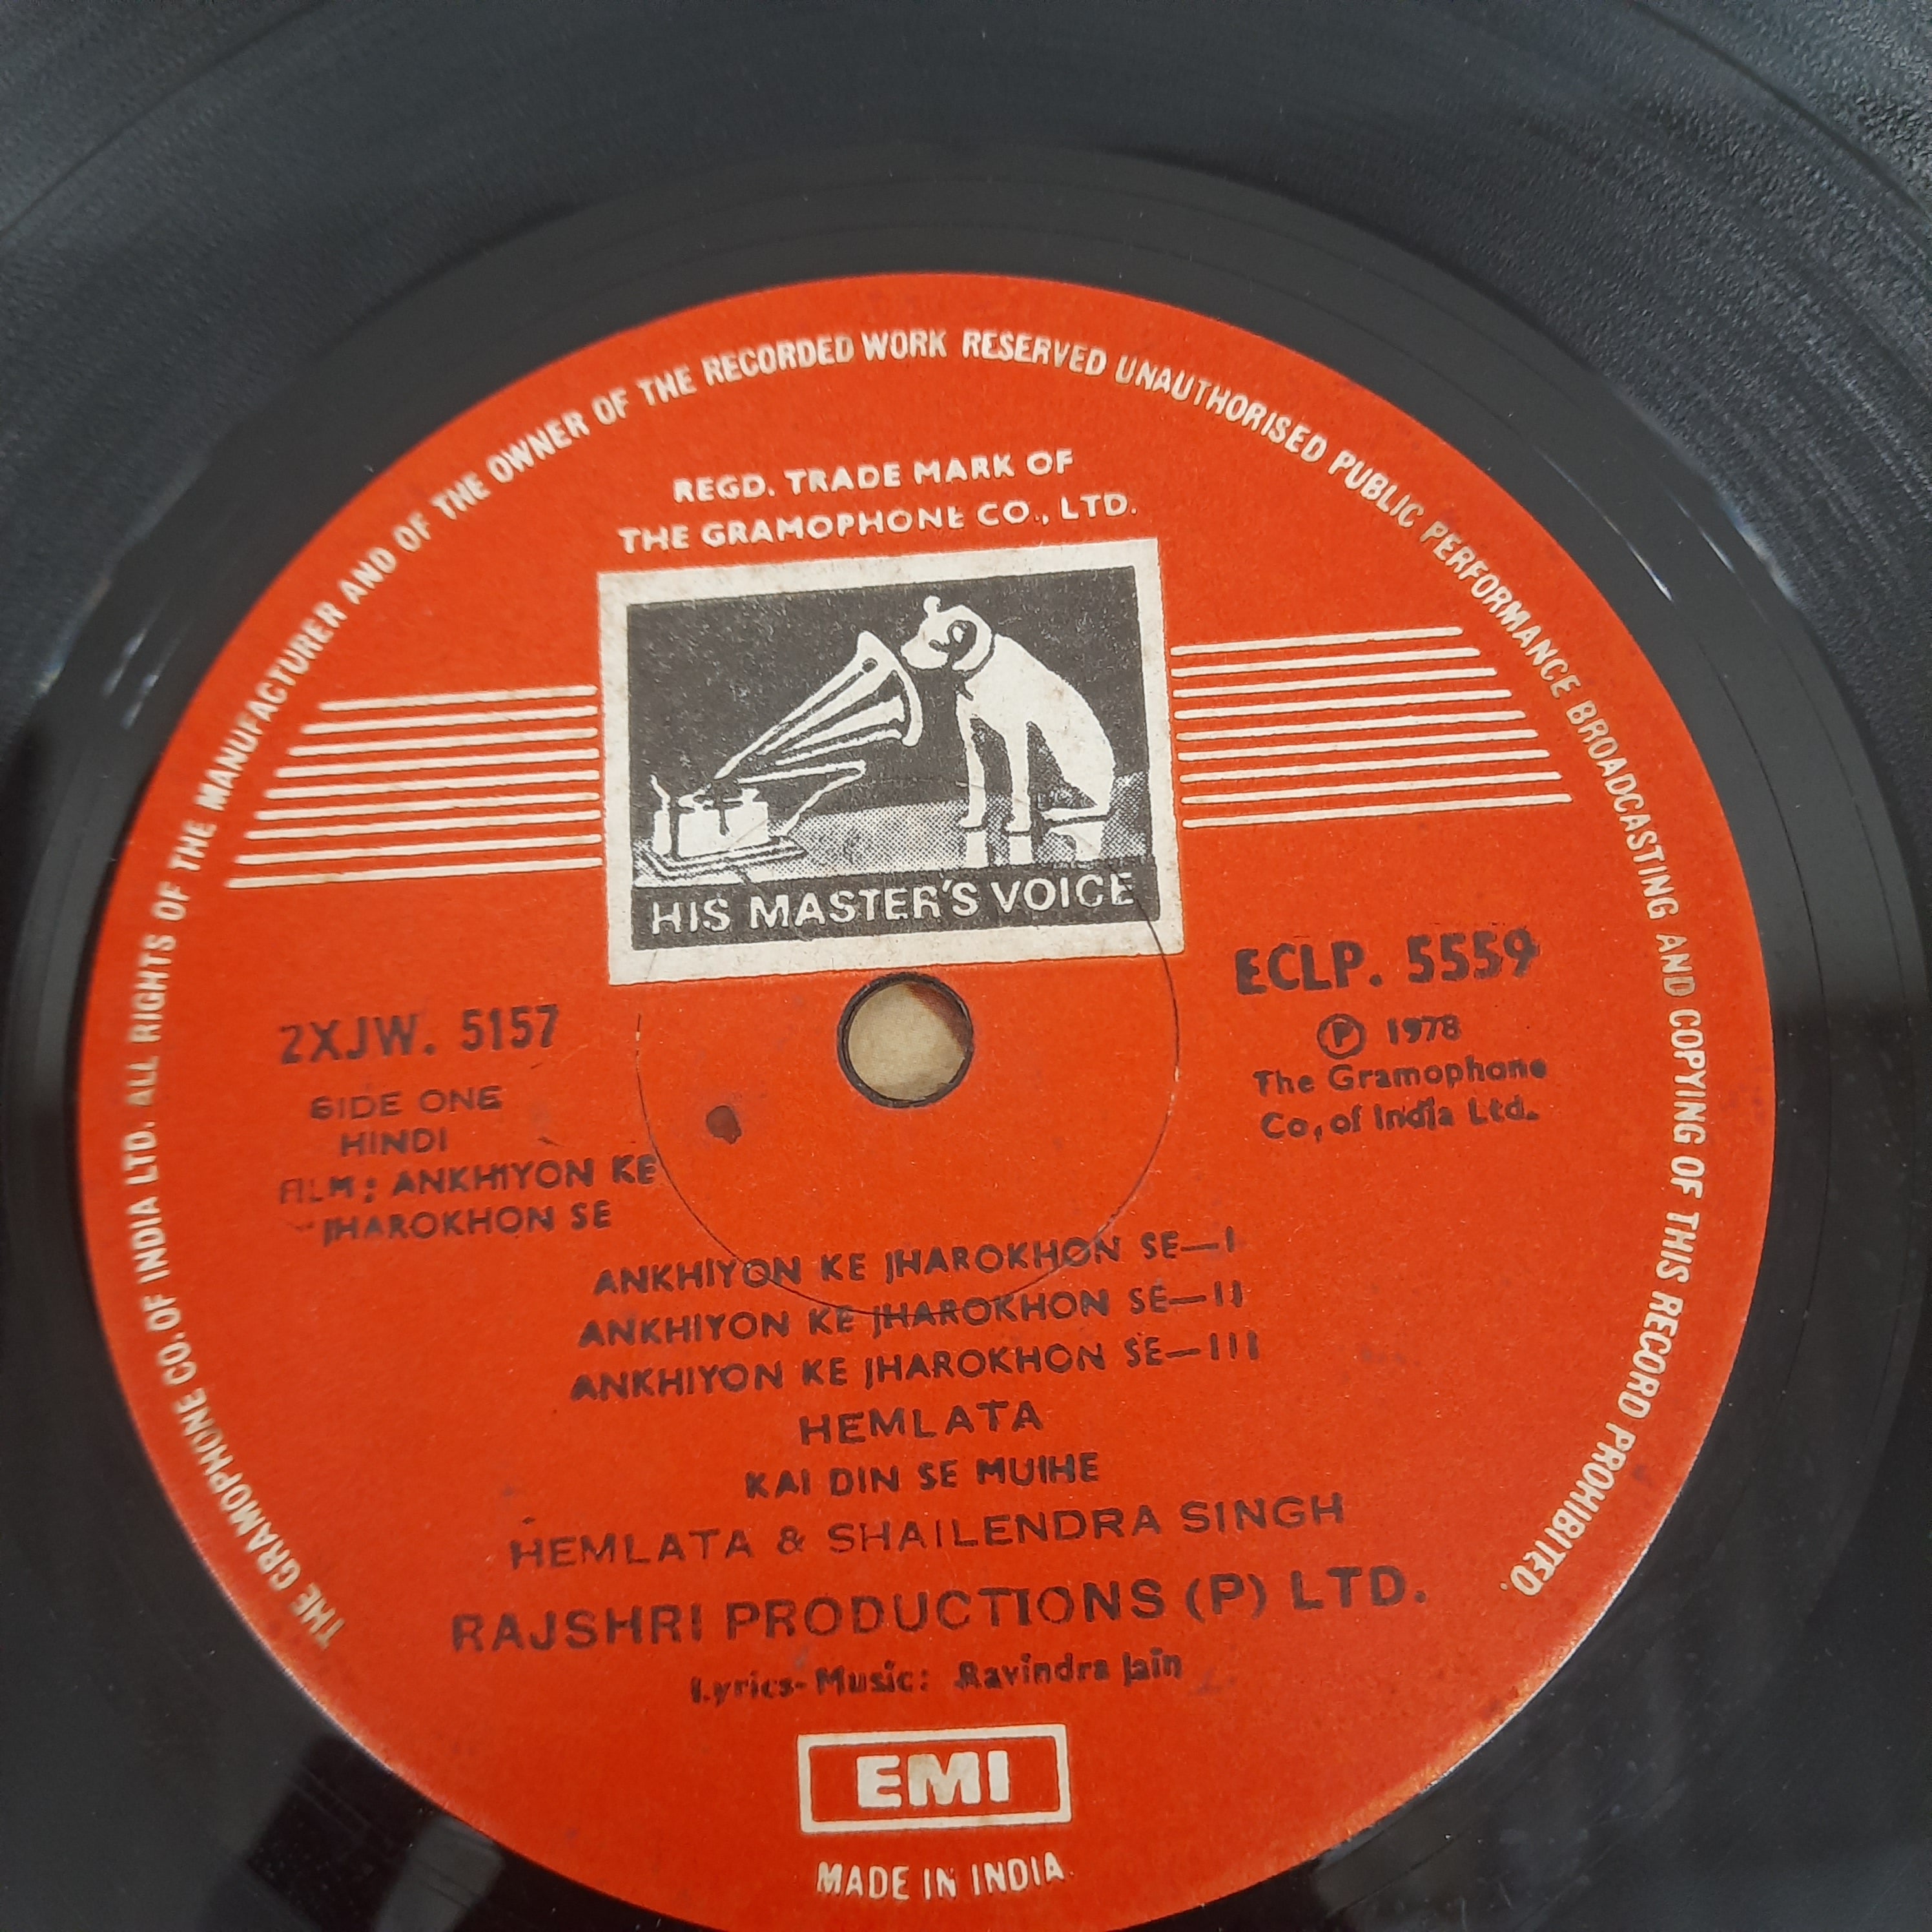 THE GRAMOPHONE CO. OF INDIA LTD. ALL RIGHTS OF THE MANUFACTURER AND OF THE OWNER OF THE RECORDED WORK RESERVED UNAUTHORISED PUBLIC PERFORMANCE BROADCASTING AND COPYING OF THIS RECORD PROHIBITED.
REGD. TRADE MARK OF
THE GRAMOPHONE CO., LTD.
HIS MASTER'S VOICE
2XJW. 5157
SIDE ONE
HINDI
FILM: ANKHIYON KE
JHAROKHON SE
ECLP. 5559
Ⓟ 1978
The Gramophone
Co, of India Ltd.
ANKHIYON KE JHAROKHON SE—I
ANKHIYON KE JHAROKHON SE—II
ANKHIYON KE JHAROKHON SE—III
HEMLATA
KAI DIN SE MUJHE
HEMLATA & SHAILENDRA SINGH
RAJSHRI PRODUCTIONS (P) LTD.
Lyrics-Music: Ravindra Jain
EMI
MADE IN INDIA